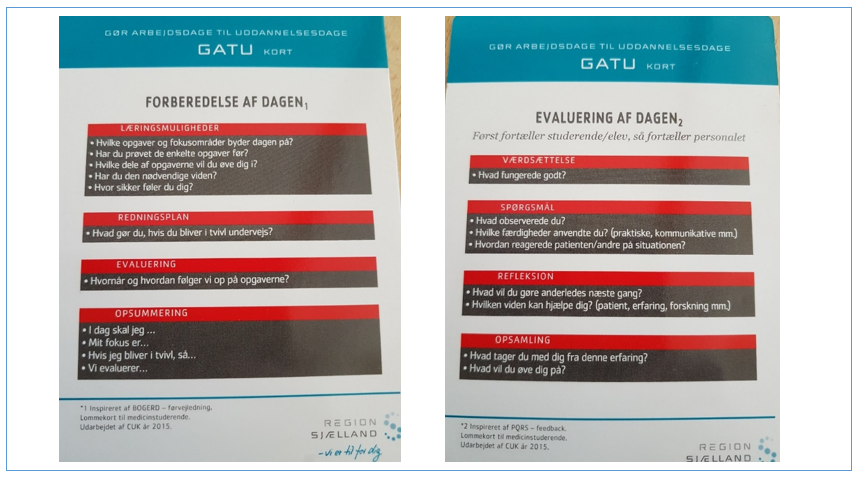 GØR ARBEJDSDAGE TIL UDDANNELSESDAGE
GATU KORT
FORBEREDELSE AF DAGEN1
LÆRINGSMULIGHEDER
• Hvilke opgaver og fokusområder byder dagen på?
• Har du prøvet de enkelte opgaver før?
• Hvilke dele af opgaverne vil du øve dig i?
• Har du den nødvendige viden?
• Hvor sikker føler du dig?
REDNINGSPLAN
• Hvad gør du, hvis du bliver i tvivl undervejs?
EVALUERING
• Hvornår og hvordan følger vi op på opgaverne?
OPSUMMERING
• I dag skal jeg ...
• Mit fokus er...
• Hvis jeg bliver i tvivl, så...
• Vi evaluerer...
*1 Inspireret af BOGERD – førvejledning.
Lommekort til medicinstuderende.
Udarbejdet af CUK år 2015.
REGION
SJÆLLAND
- vi er til for dig
GØR ARBEJDSDAGE TIL UDDANNELSESDAGE
GATU KORT
EVALUERING AF DAGEN2
Først fortæller studerende/elev, så fortæller personalet
VÆRDSÆTTELSE
• Hvad fungerede godt?
SPØRGSMÅL
• Hvad observerede du?
• Hvilke færdigheder anvendte du? (praktiske, kommunikative mm.)
• Hvordan reagerede patienten/andre på situationen?
REFLEKSION
• Hvad vil du gøre anderledes næste gang?
• Hvilken viden kan hjælpe dig? (patient, erfaring, forskning mm.)
OPSAMLING
• Hvad tager du med dig fra denne erfaring?
• Hvad vil du øve dig på?
*2 Inspireret af PQRS – feedback.
Lommekort til medicinstuderende.
Udarbejdet af CUK år 2015.
REGION
SJÆLLAND